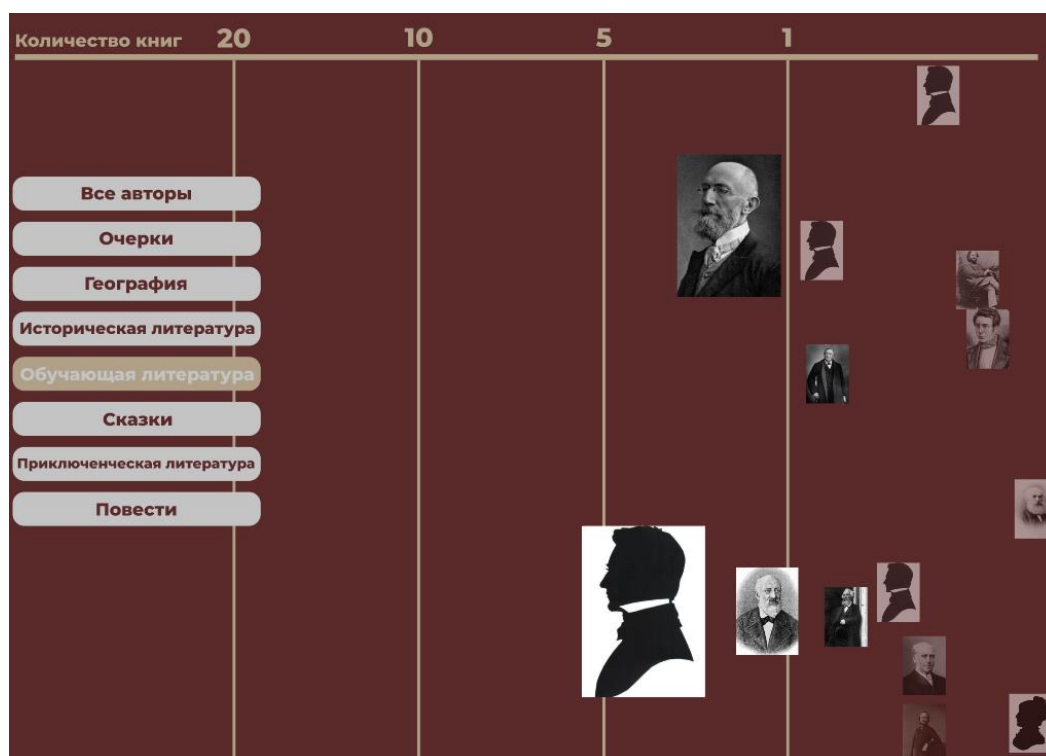 Количество книг 20 10 5 1
Все авторы
Очерки
География
Историческая литература
Обучающая литература
Сказки
Приключенческая литература
Повести